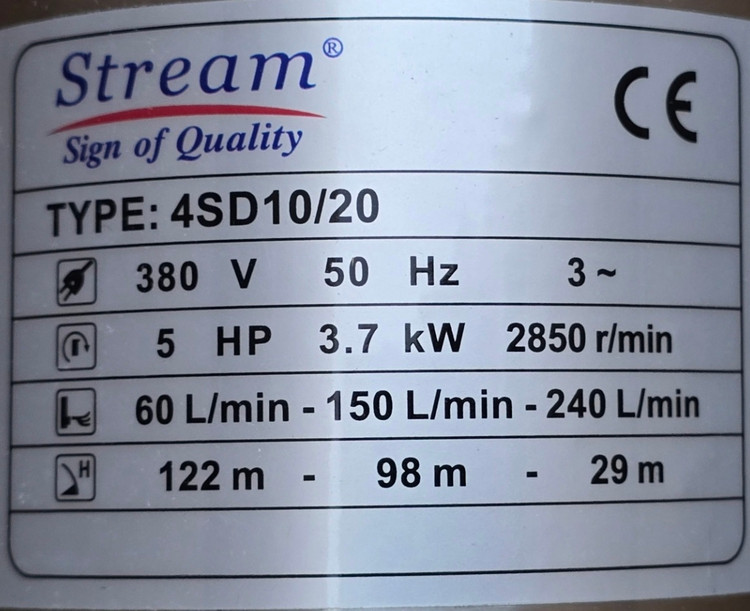 Stream®
Sign of Quality
CE
TYPE: 4SD10/20
380 V 50 Hz 3 ~
5 HP 3.7 kW 2850 r/min
60 L/min - 150 L/min - 240 L/min
H 122 m - 98 m - 29 m